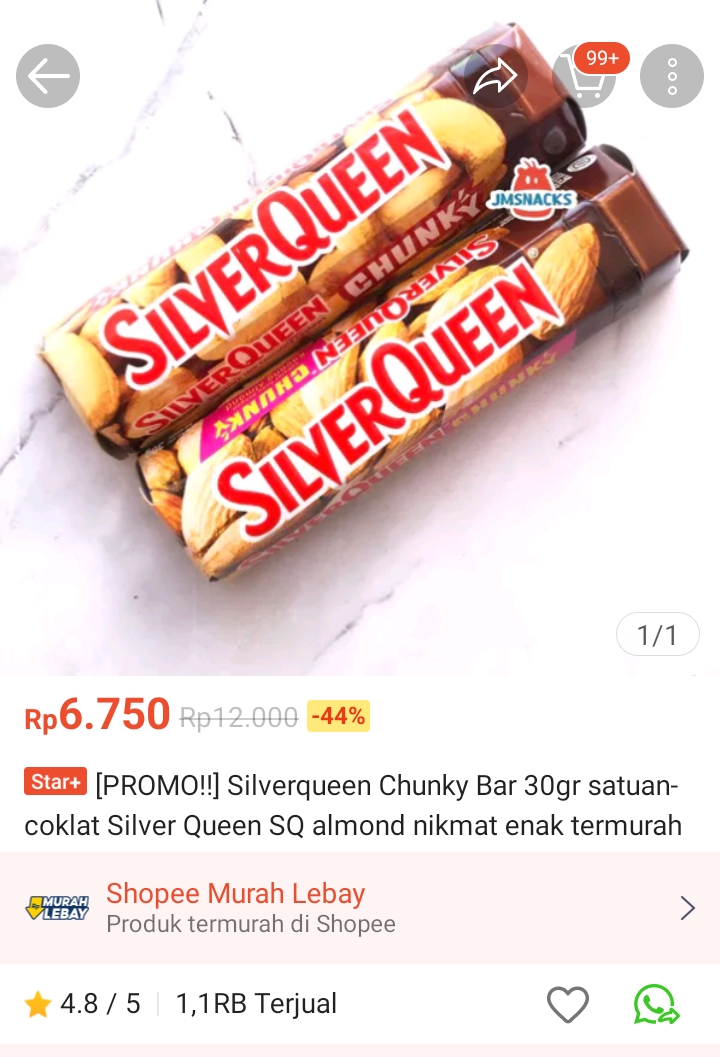 99+
SILVERQUEEN
CHUNKY
JMSNACKS
SILVERQUEEN
SILVERQUEEN
CHUNKY
SILVERQUEEN
CHUNKY
SILVERQUEEN
1/1
Rp6.750 Rp12.000 -44%
Star+ [PROMO!!] Silverqueen Chunky Bar 30gr satuan-
coklat Silver Queen SQ almond nikmat enak termurah
MURAH
LEBAY
Shopee Murah Lebay
Produk termurah di Shopee
4.8 / 5 1,1RB Terjual